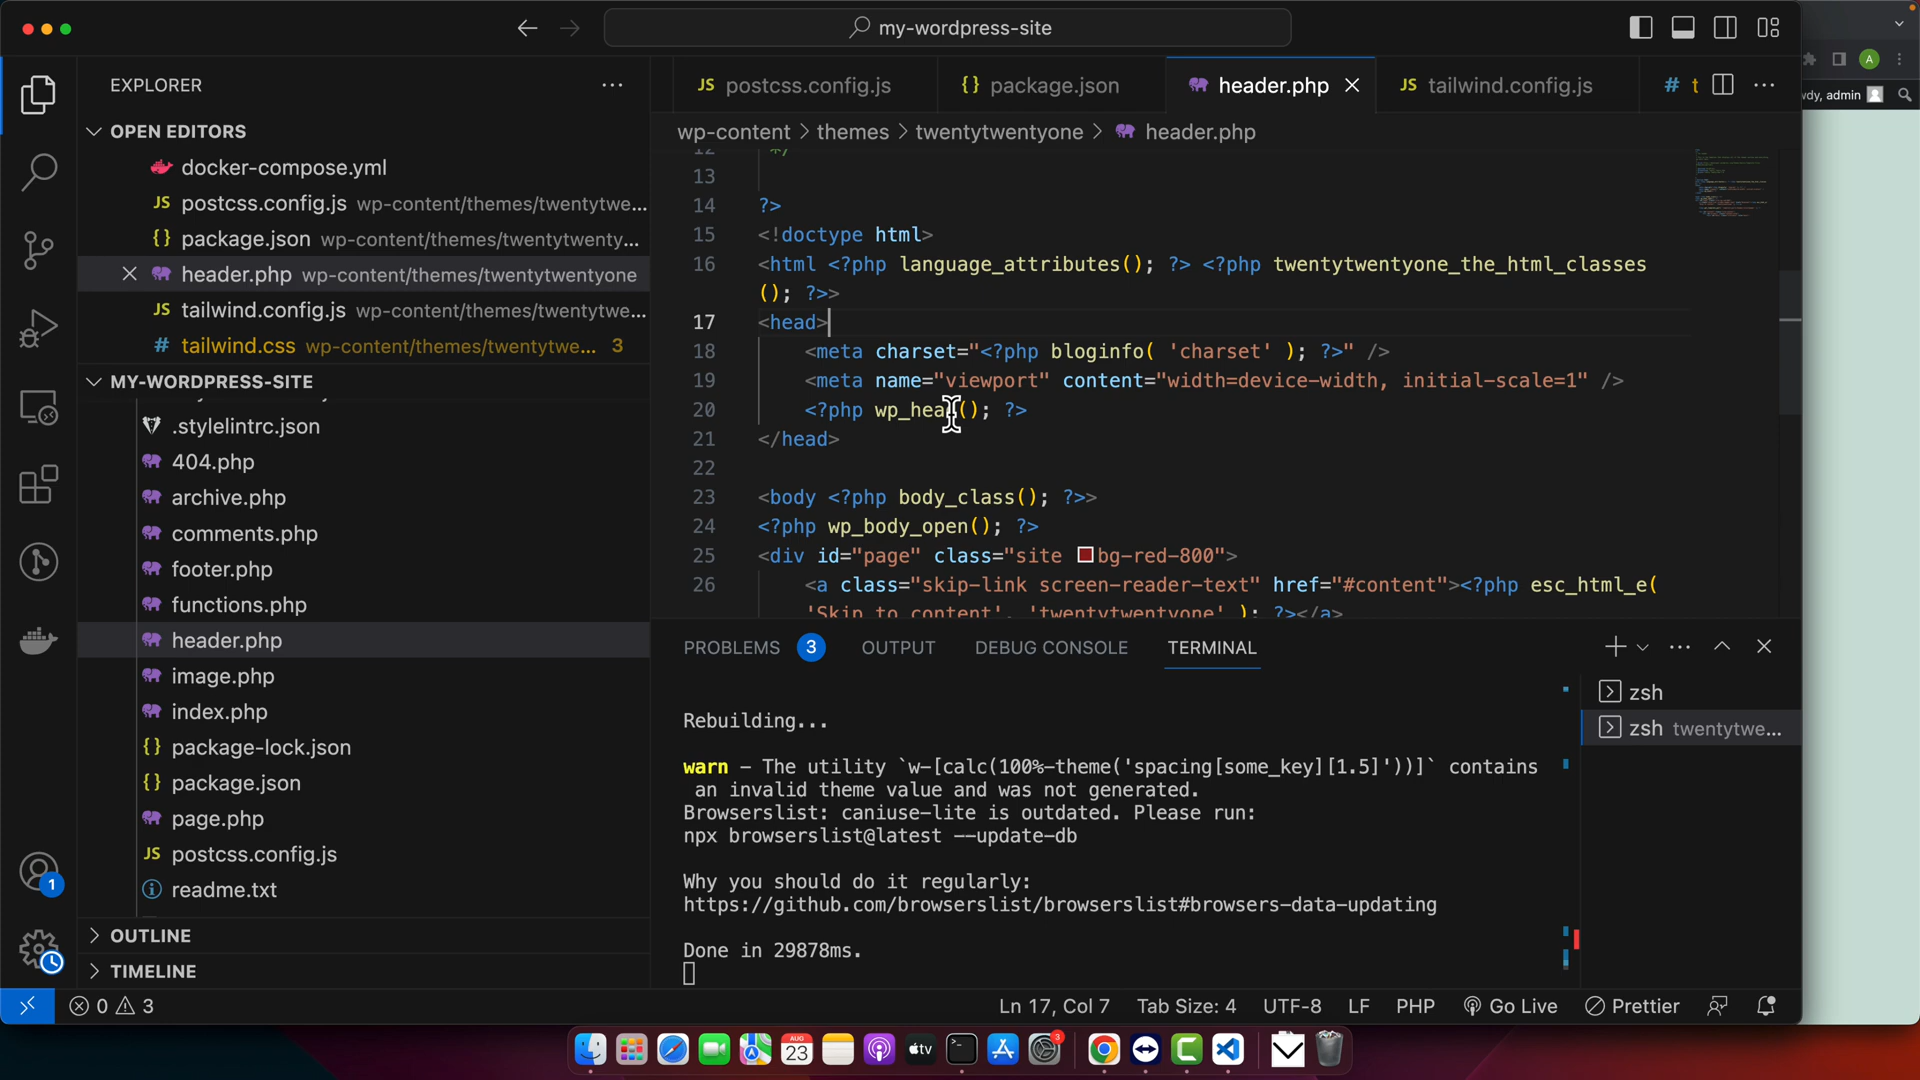 my-wordpress-site
EXPLORER
OPEN EDITORS
docker-compose.yml
JS postcss.config.js wp-content/themes/twentytwe...
{} package.json wp-content/themes/twentytwenty...
header.php wp-content/themes/twentytwentyone
JS tailwind.config.js wp-content/themes/twentytwe...
# tailwind.css wp-content/themes/twentytwe... 3
MY-WORDPRESS-SITE
.stylelintrc.json
404.php
archive.php
comments.php
footer.php
functions.php
header.php
image.php
index.php
{} package-lock.json
{} package.json
page.php
JS postcss.config.js
readme.txt
OUTLINE
TIMELINE
1
JS postcss.config.js
{} package.json
header.php
JS tailwind.config.js
# t
wp-content > themes > twentytwentyone > header.php
12 */
13
14 ?>
15 <!doctype html>
16 <html <?php language_attributes(); ?> <?php twentytwentyone_the_html_classes
(); ?>>
17 <head>
18 <meta charset="<?php bloginfo( 'charset' ); ?>" />
19 <meta name="viewport" content="width=device-width, initial-scale=1" />
20 <?php wp_head(); ?>
21 </head>
22
23 <body <?php body_class(); ?>>
24 <?php wp_body_open(); ?>
25 <div id="page" class="site bg-red-800">
26 <a class="skip-link screen-reader-text" href="#content"><?php esc_html_e(
'Skip to content', 'twentytwentyone' ); ?></a>
PROBLEMS 3 OUTPUT DEBUG CONSOLE TERMINAL
Rebuilding...
warn - The utility `w-[calc(100%-theme('spacing[some_key][1.5]'))]` contains
an invalid theme value and was not generated.
Browserslist: caniuse-lite is outdated. Please run:
npx browserslist@latest --update-db
Why you should do it regularly:
https://github.com/browserslist/browserslist#browsers-data-updating
Done in 29878ms.
zsh
zsh twentytwe...
0 3
Ln 17, Col 7 Tab Size: 4 UTF-8 LF PHP Go Live Prettier
A
admin
AUG
23
tv
3